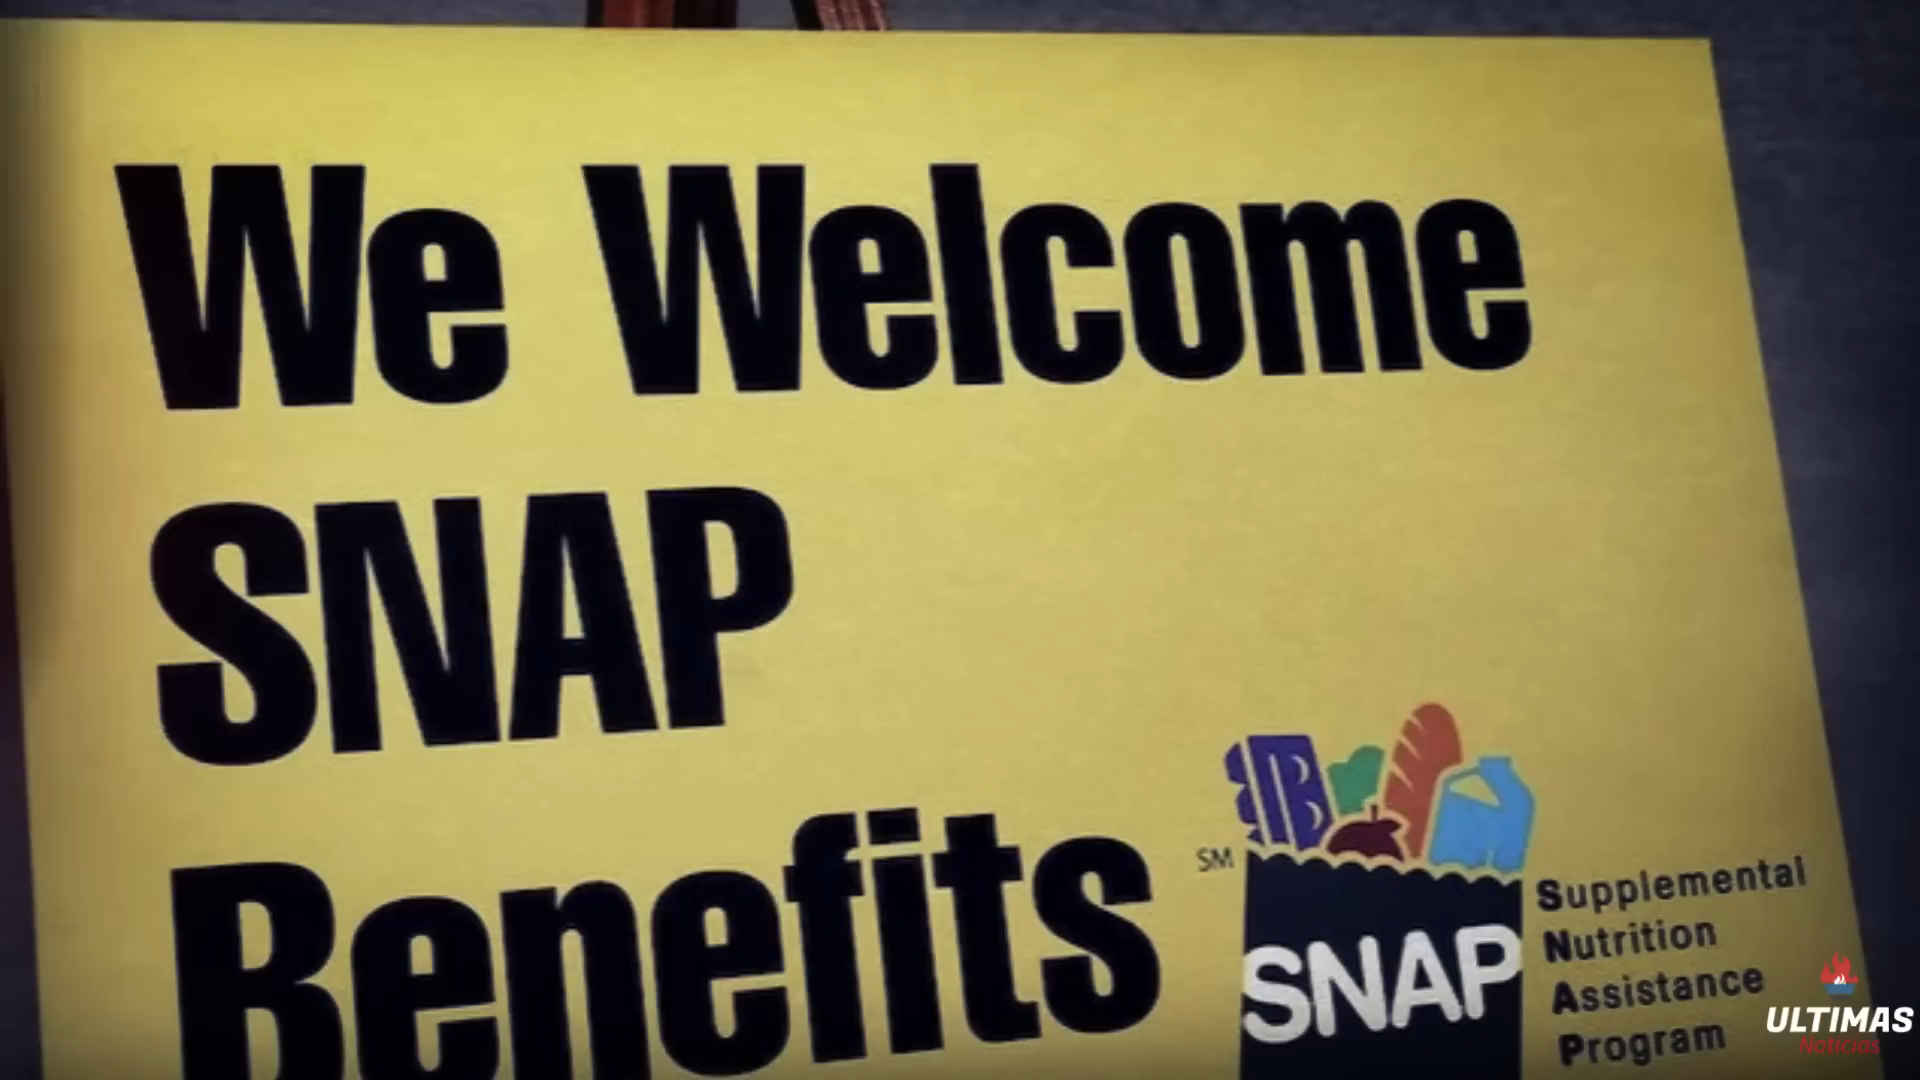 We Welcome
SNAP
Benefits
SM
SNAP
Supplemental
Nutrition
Assistance
Program
ULTIMAS
Noticias